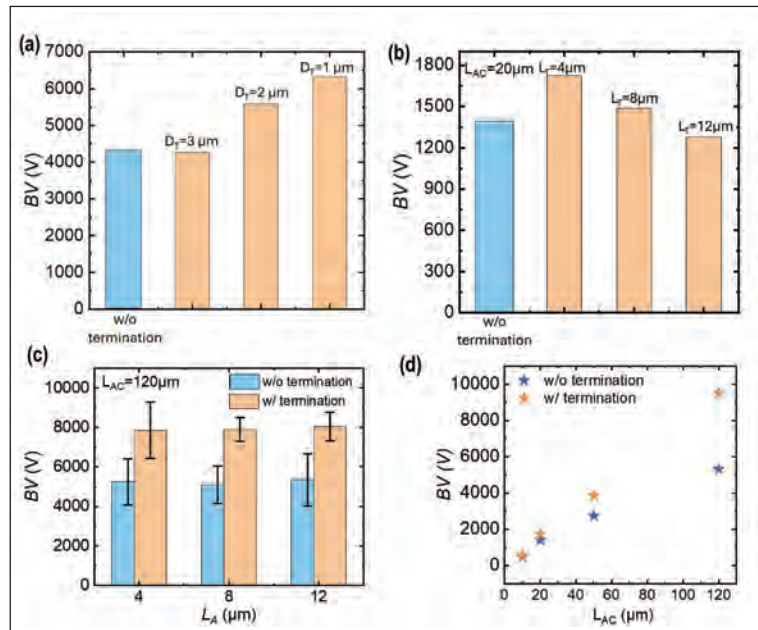 (a)
7000
6000
5000
4000
3000
2000
1000
0
BV (V)
D_T=3 μm
D_T=2 μm
D_T=1 μm
w/o
termination
(b)
1800
1500
1200
900
600
300
0
BV (V)
L_AC=20μm
L_T=4μm
L_T=8μm
L_T=12μm
w/o
termination
(c)
10000
8000
6000
4000
2000
0
BV (V)
L_AC=120μm
w/o termination
w/ termination
4 8 12
L_A (μm)
(d)
10000
8000
6000
4000
2000
0
BV (V)
w/o termination
w/ termination
0 20 40 60 80 100 120
L_AC (μm)